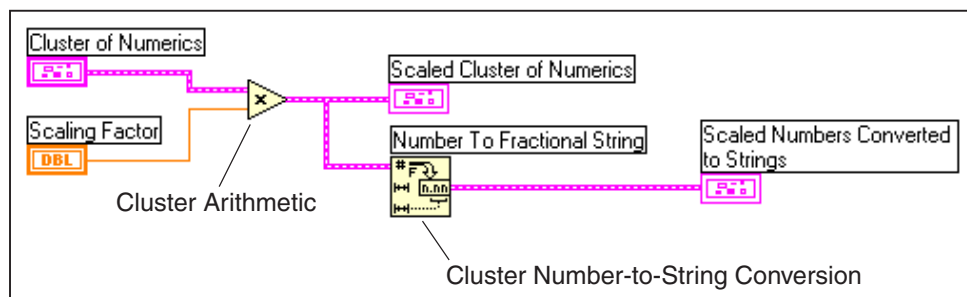 Cluster of Numerics
Scaled Cluster of Numerics
x
Scaling Factor
DBL
Number To Fractional String
Scaled Numbers Converted
to Strings
#
F
n.nn
Cluster Arithmetic
Cluster Number-to-String Conversion